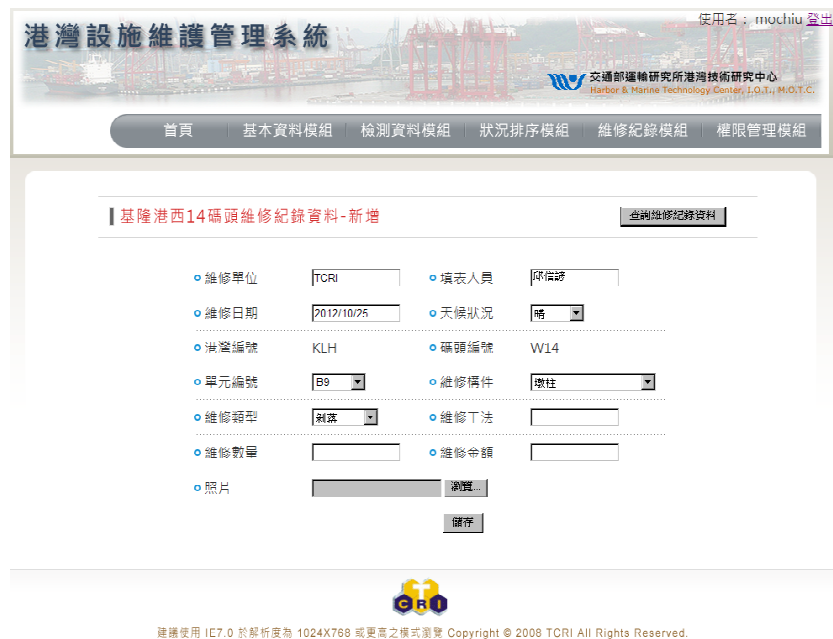 使用者： mochiu 登出
港灣設施維護管理系統
交通部運輸研究所港灣技術研究中心
Harbor & Marine Technology Center, I.O.T., M.O.T.C.
首頁 基本資料模組 檢測資料模組 狀況排序模組 維修紀錄模組 權限管理模組
基隆港西14碼頭維修紀錄資料-新增 查詢維修紀錄資料
維修單位 TCRI 填表人員 邱信諺
維修日期 2012/10/25 天候狀況 晴
港灣編號 KLH 碼頭編號 W14
單元編號 B9 維修構件 墩柱
維修類型 剝落 維修工法
維修數量 維修金額
照片 瀏覽...
儲存
CRI
建議使用 IE7.0 於解析度為 1024X768 或更高之模式瀏覽 Copyright © 2008 TCRI All Rights Reserved.